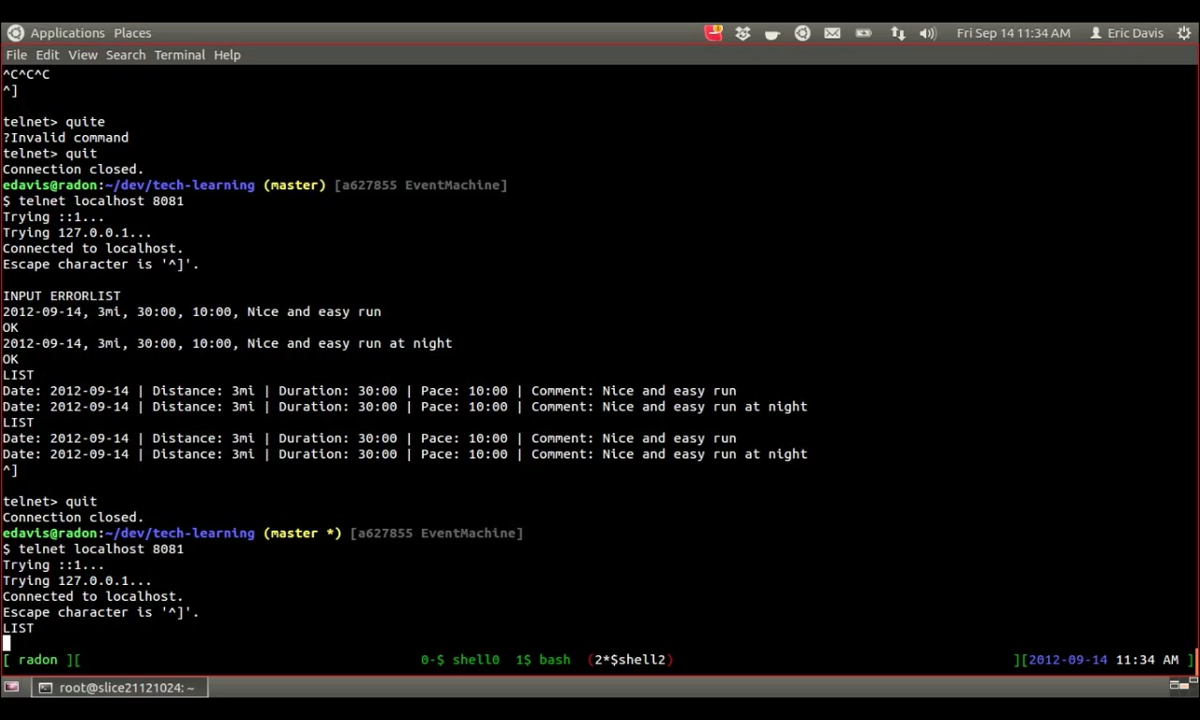 Applications Places Fri Sep 14 11:34 AM Eric Davis
File Edit View Search Terminal Help
^C^C^C
^]
telnet> quite
?Invalid command
telnet> quit
Connection closed.
edavis@radon:~/dev/tech-learning (master) [a627855 EventMachine]
$ telnet localhost 8081
Trying ::1...
Trying 127.0.0.1...
Connected to localhost.
Escape character is '^]'.
INPUT ERRORLIST
2012-09-14, 3mi, 30:00, 10:00, Nice and easy run
OK
2012-09-14, 3mi, 30:00, 10:00, Nice and easy run at night
OK
LIST
Date: 2012-09-14 | Distance: 3mi | Duration: 30:00 | Pace: 10:00 | Comment: Nice and easy run
Date: 2012-09-14 | Distance: 3mi | Duration: 30:00 | Pace: 10:00 | Comment: Nice and easy run at night
LIST
Date: 2012-09-14 | Distance: 3mi | Duration: 30:00 | Pace: 10:00 | Comment: Nice and easy run
Date: 2012-09-14 | Distance: 3mi | Duration: 30:00 | Pace: 10:00 | Comment: Nice and easy run at night
^]
telnet> quit
Connection closed.
edavis@radon:~/dev/tech-learning (master *) [a627855 EventMachine]
$ telnet localhost 8081
Trying ::1...
Trying 127.0.0.1...
Connected to localhost.
Escape character is '^]'.
LIST
[ radon ][ 0-$ shell0 1$ bash (2*$shell2) ][2012-09-14 11:34 AM ]
root@slice21121024: ~